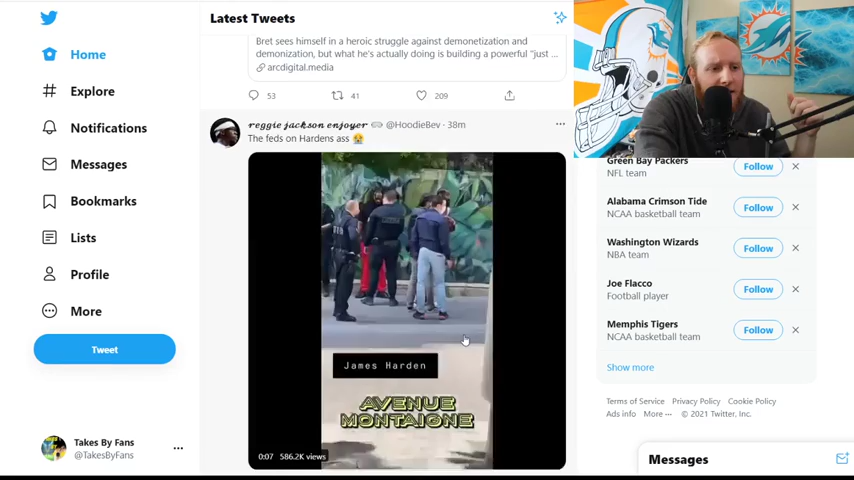 Latest Tweets
Bret sees himself in a heroic struggle against demonetization and
demonization, but what he's actually doing is building a powerful "just ...
arcdigital.media
53 41 209
reggie jackson enjoyer @HoodieBev · 38m
The feds on Hardens ass
James Harden
AVENUE
MONTAIGNE
0:07 586.2K views
Home
Explore
Notifications
Messages
Bookmarks
Lists
Profile
More
Tweet
Takes By Fans
@TakesByFans
Green Bay Packers
NFL team
Follow
Alabama Crimson Tide
NCAA basketball team
Follow
Washington Wizards
NBA team
Follow
Joe Flacco
Football player
Follow
Memphis Tigers
NCAA basketball team
Follow
Show more
Terms of Service Privacy Policy Cookie Policy
Ads info More ··· © 2021 Twitter, Inc.
Messages